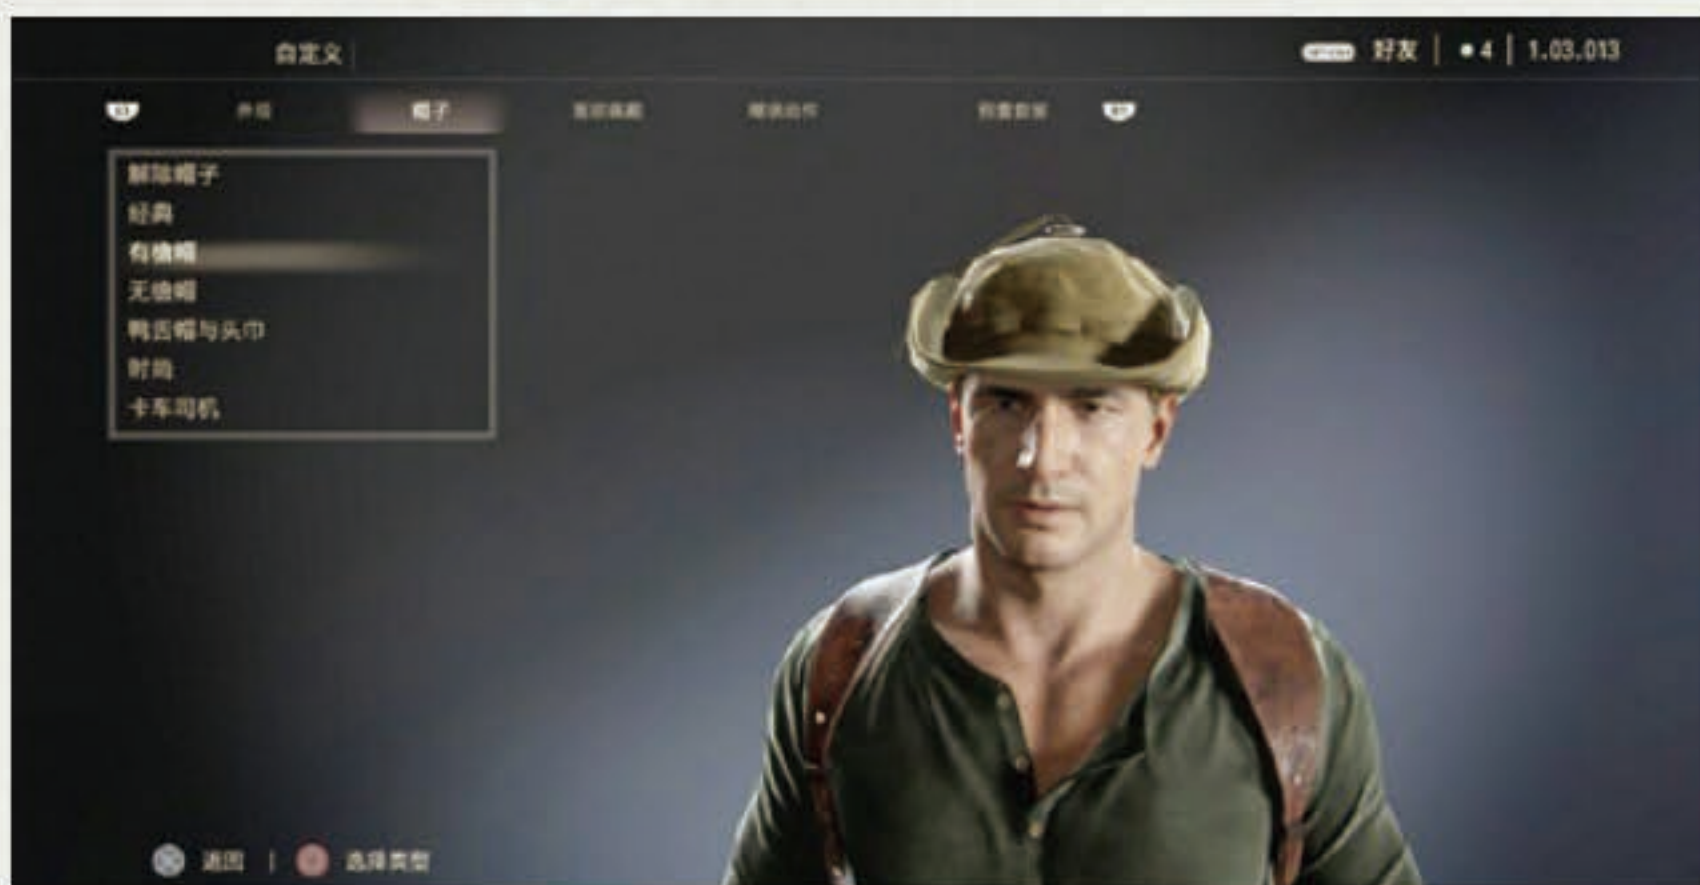 自定义
好友 4 1.03.013
外观 帽子
解除帽子
经典
有檐帽
无檐帽
鸭舌帽与头巾
时尚
卡车司机
返回 选择类型